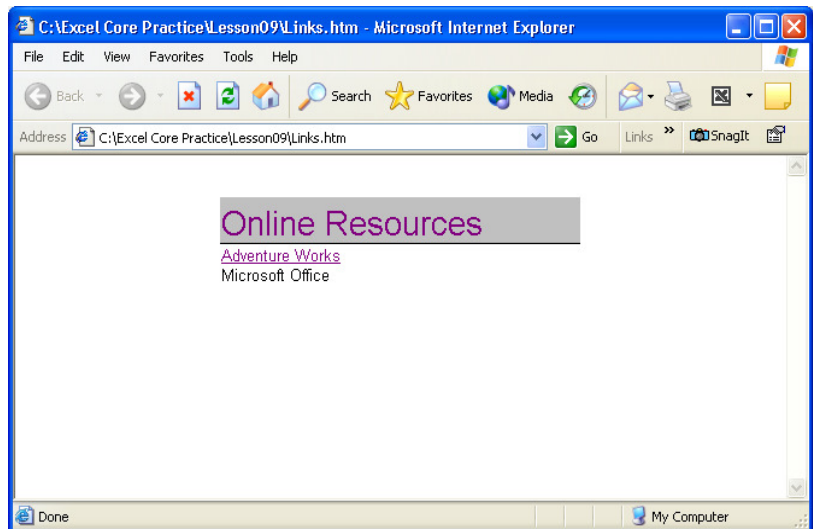 C:\Excel Core Practice\Lesson09\Links.htm - Microsoft Internet Explorer
File Edit View Favorites Tools Help
Back Search Favorites Media
Address C:\Excel Core Practice\Lesson09\Links.htm Go Links » SnagIt
Online Resources
Adventure Works
Microsoft Office
Done My Computer